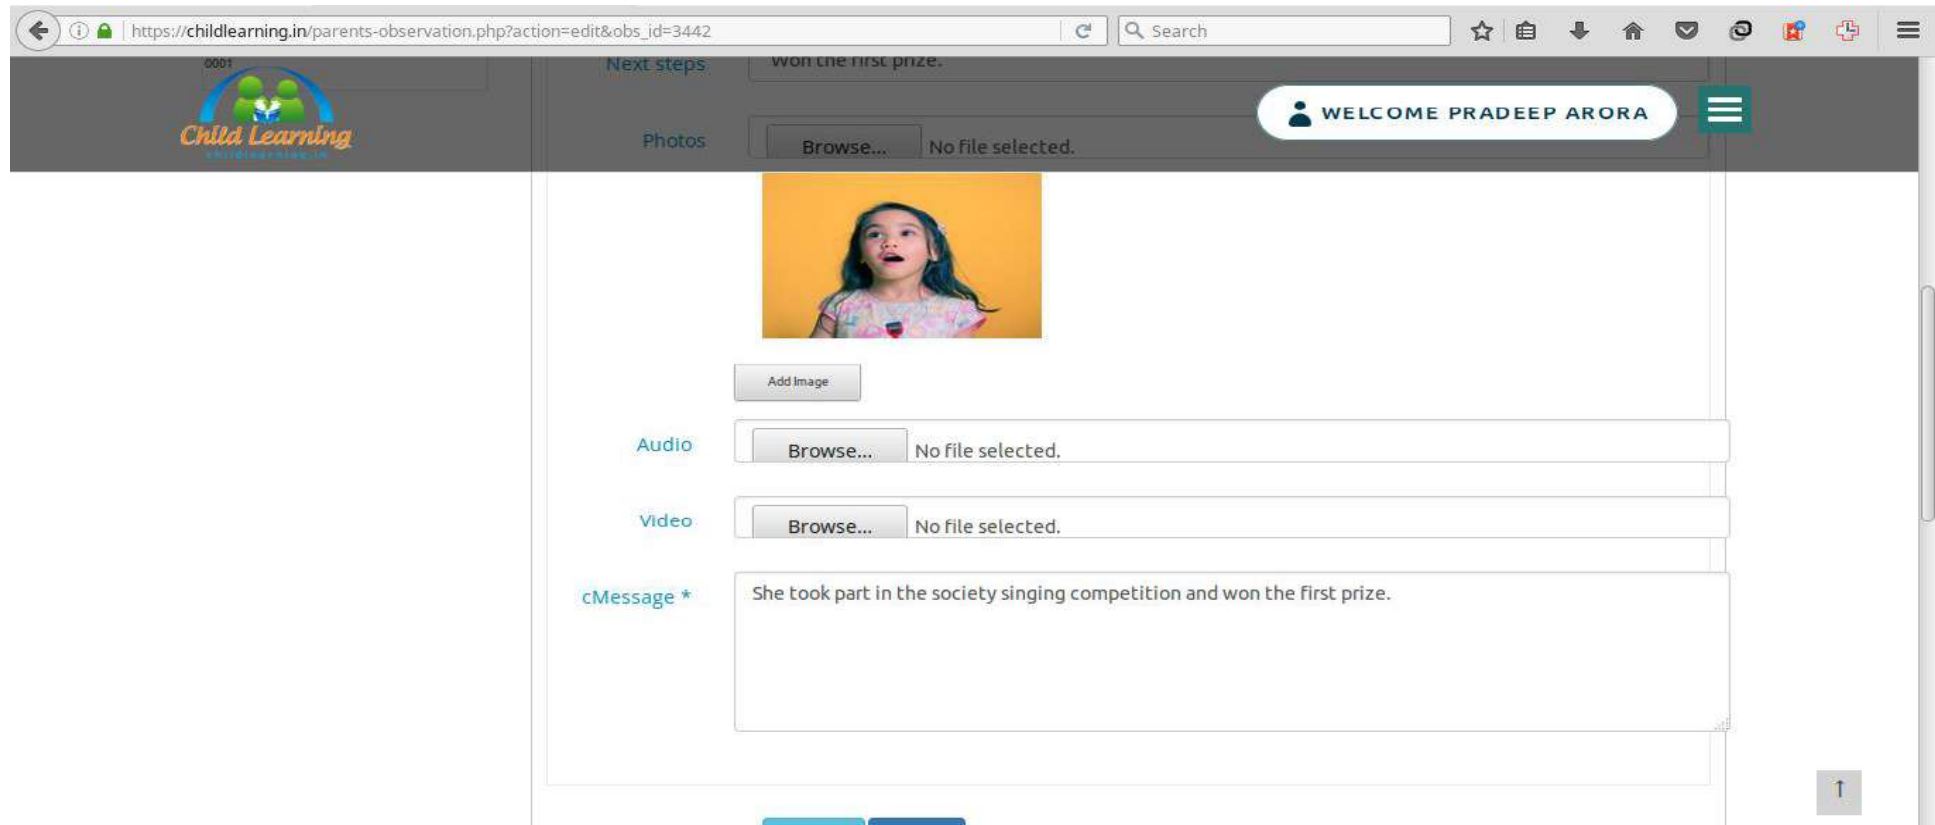 https://childlearning.in/parents-observation.php?action=edit&obs_id=3442
Search
0001
Child Learning
childlearning.in
WELCOME PRADEEP ARORA
Next steps
Won the first prize.
Photos
Browse...
No file selected.
Add Image
Audio
Browse...
No file selected.
Video
Browse...
No file selected.
cMessage *
She took part in the society singing competition and won the first prize.
↑